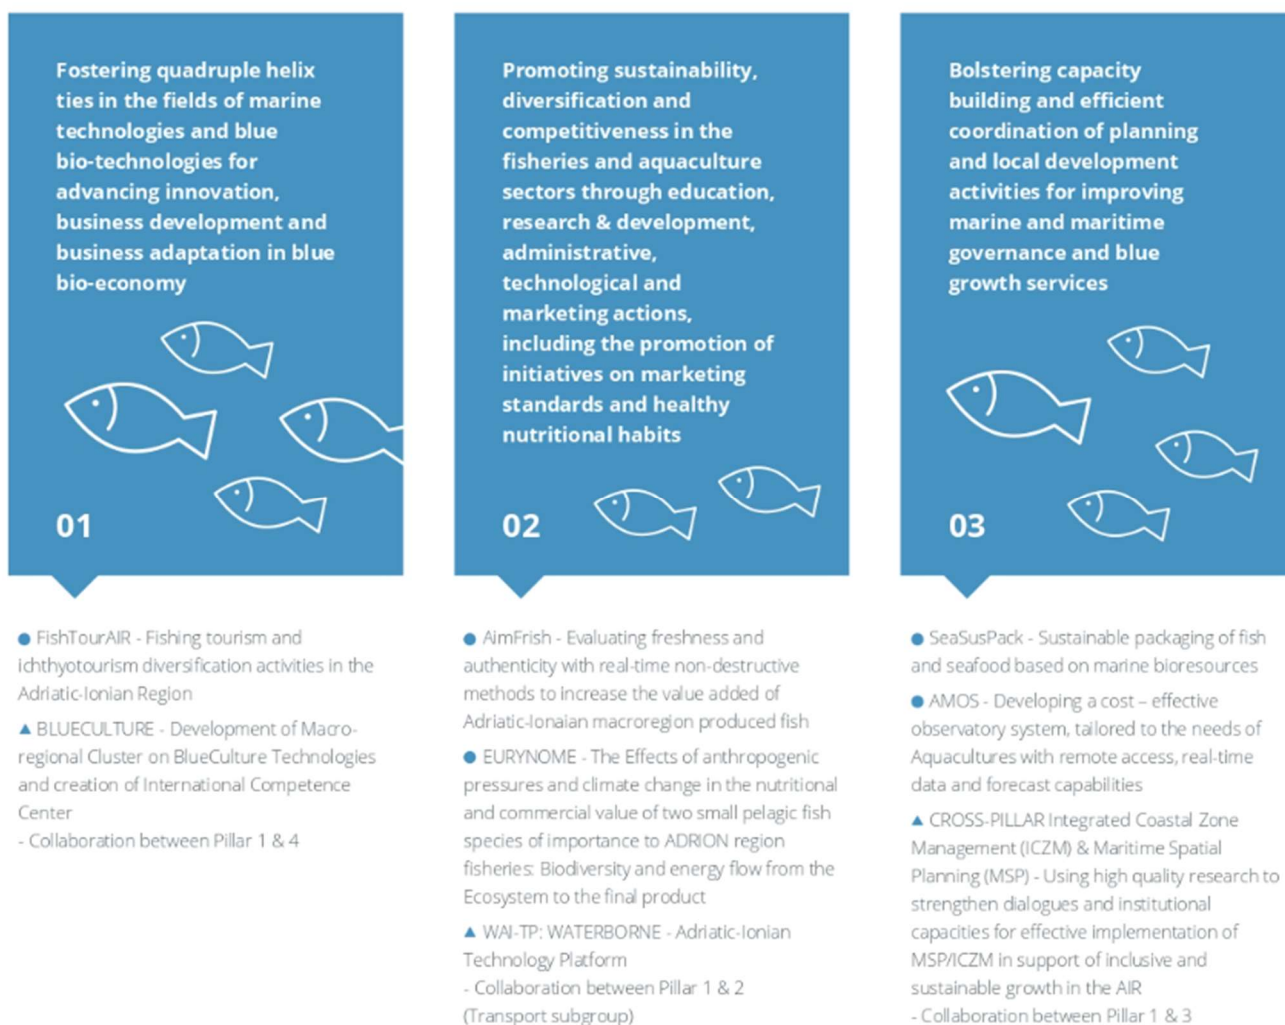 Fostering quadruple helix
ties in the fields of marine
technologies and blue
bio-technologies for
advancing innovation,
business development and
business adaptation in blue
bio-economy
01
● FishTourAIR - Fishing tourism and
ichthyotourism diversification activities in the
Adriatic-Ionian Region
▲ BLUECULTURE - Development of Macro-
regional Cluster on BlueCulture Technologies
and creation of International Competence
Center
- Collaboration between Pillar 1 & 4
Promoting sustainability,
diversification and
competitiveness in the
fisheries and aquaculture
sectors through education,
research & development,
administrative,
technological and
marketing actions,
including the promotion of
initiatives on marketing
standards and healthy
nutritional habits
02
● AimFrish - Evaluating freshness and
authenticity with real-time non-destructive
methods to increase the value added of
Adriatic-Ionaian macroregion produced fish
● EURYNOME - The Effects of anthropogenic
pressures and climate change in the nutritional
and commercial value of two small pelagic fish
species of importance to ADRION region
fisheries: Biodiversity and energy flow from the
Ecosystem to the final product
▲ WAI-TP: WATERBORNE - Adriatic-Ionian
Technology Platform
- Collaboration between Pillar 1 & 2
(Transport subgroup)
Bolstering capacity
building and efficient
coordination of planning
and local development
activities for improving
marine and maritime
governance and blue
growth services
03
● SeaSusPack - Sustainable packaging of fish
and seafood based on marine bioresources
● AMOS - Developing a cost – effective
observatory system, tailored to the needs of
Aquacultures with remote access, real-time
data and forecast capabilities
▲ CROSS-PILLAR Integrated Coastal Zone
Management (ICZM) & Maritime Spatial
Planning (MSP) - Using high quality research to
strengthen dialogues and institutional
capacities for effective implementation of
MSP/ICZM in support of inclusive and
sustainable growth in the AIR
- Collaboration between Pillar 1 & 3